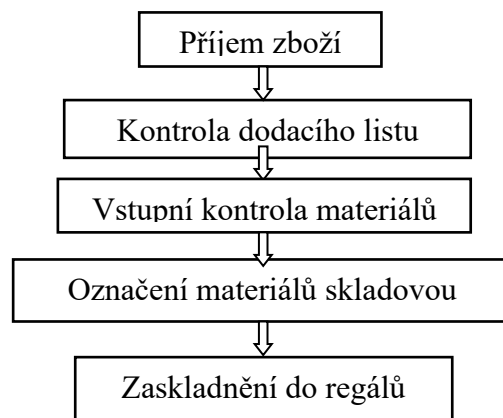 Příjem zboží
Kontrola dodacího listu
Vstupní kontrola materiálů
Označení materiálů skladovou
Zaskladnění do regálů